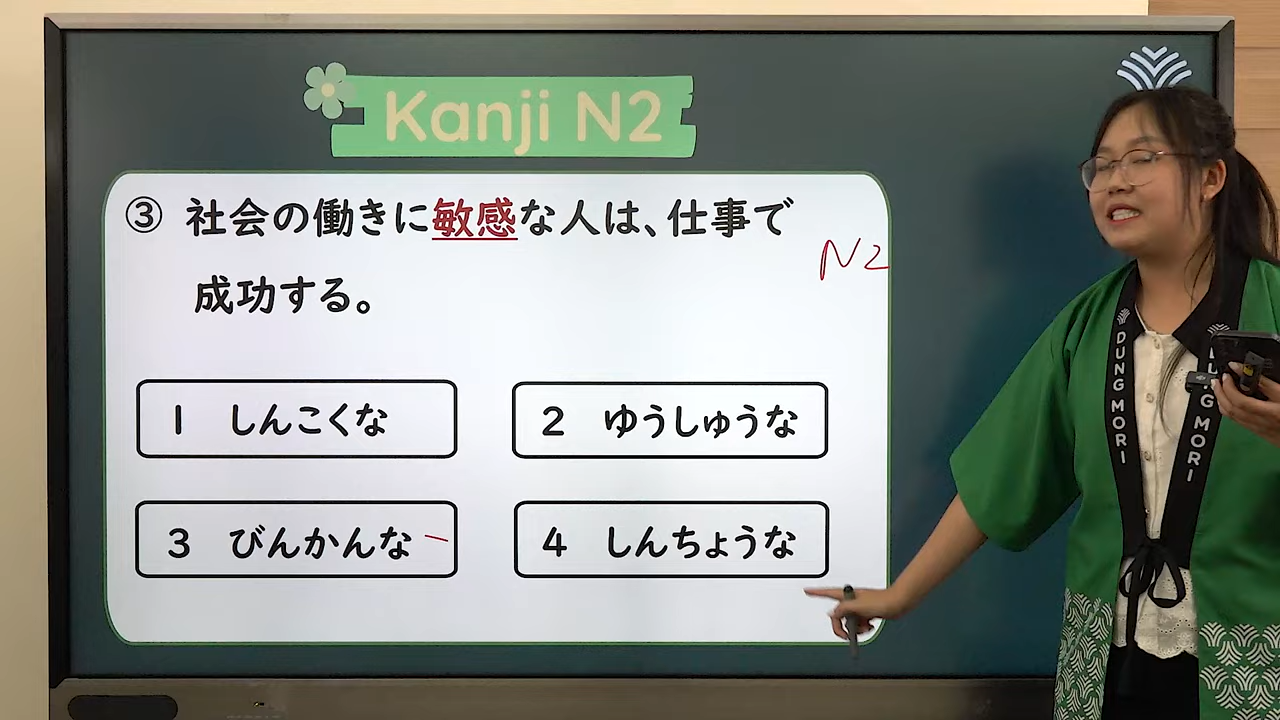 Kanji N2
③ 社会の働きに敏感な人は、仕事で
成功する。
N2
1 しんこくな
2 ゆうしゅうな
3 びんかんな
4 しんちょうな
DUNG MORI
DUNG MORI